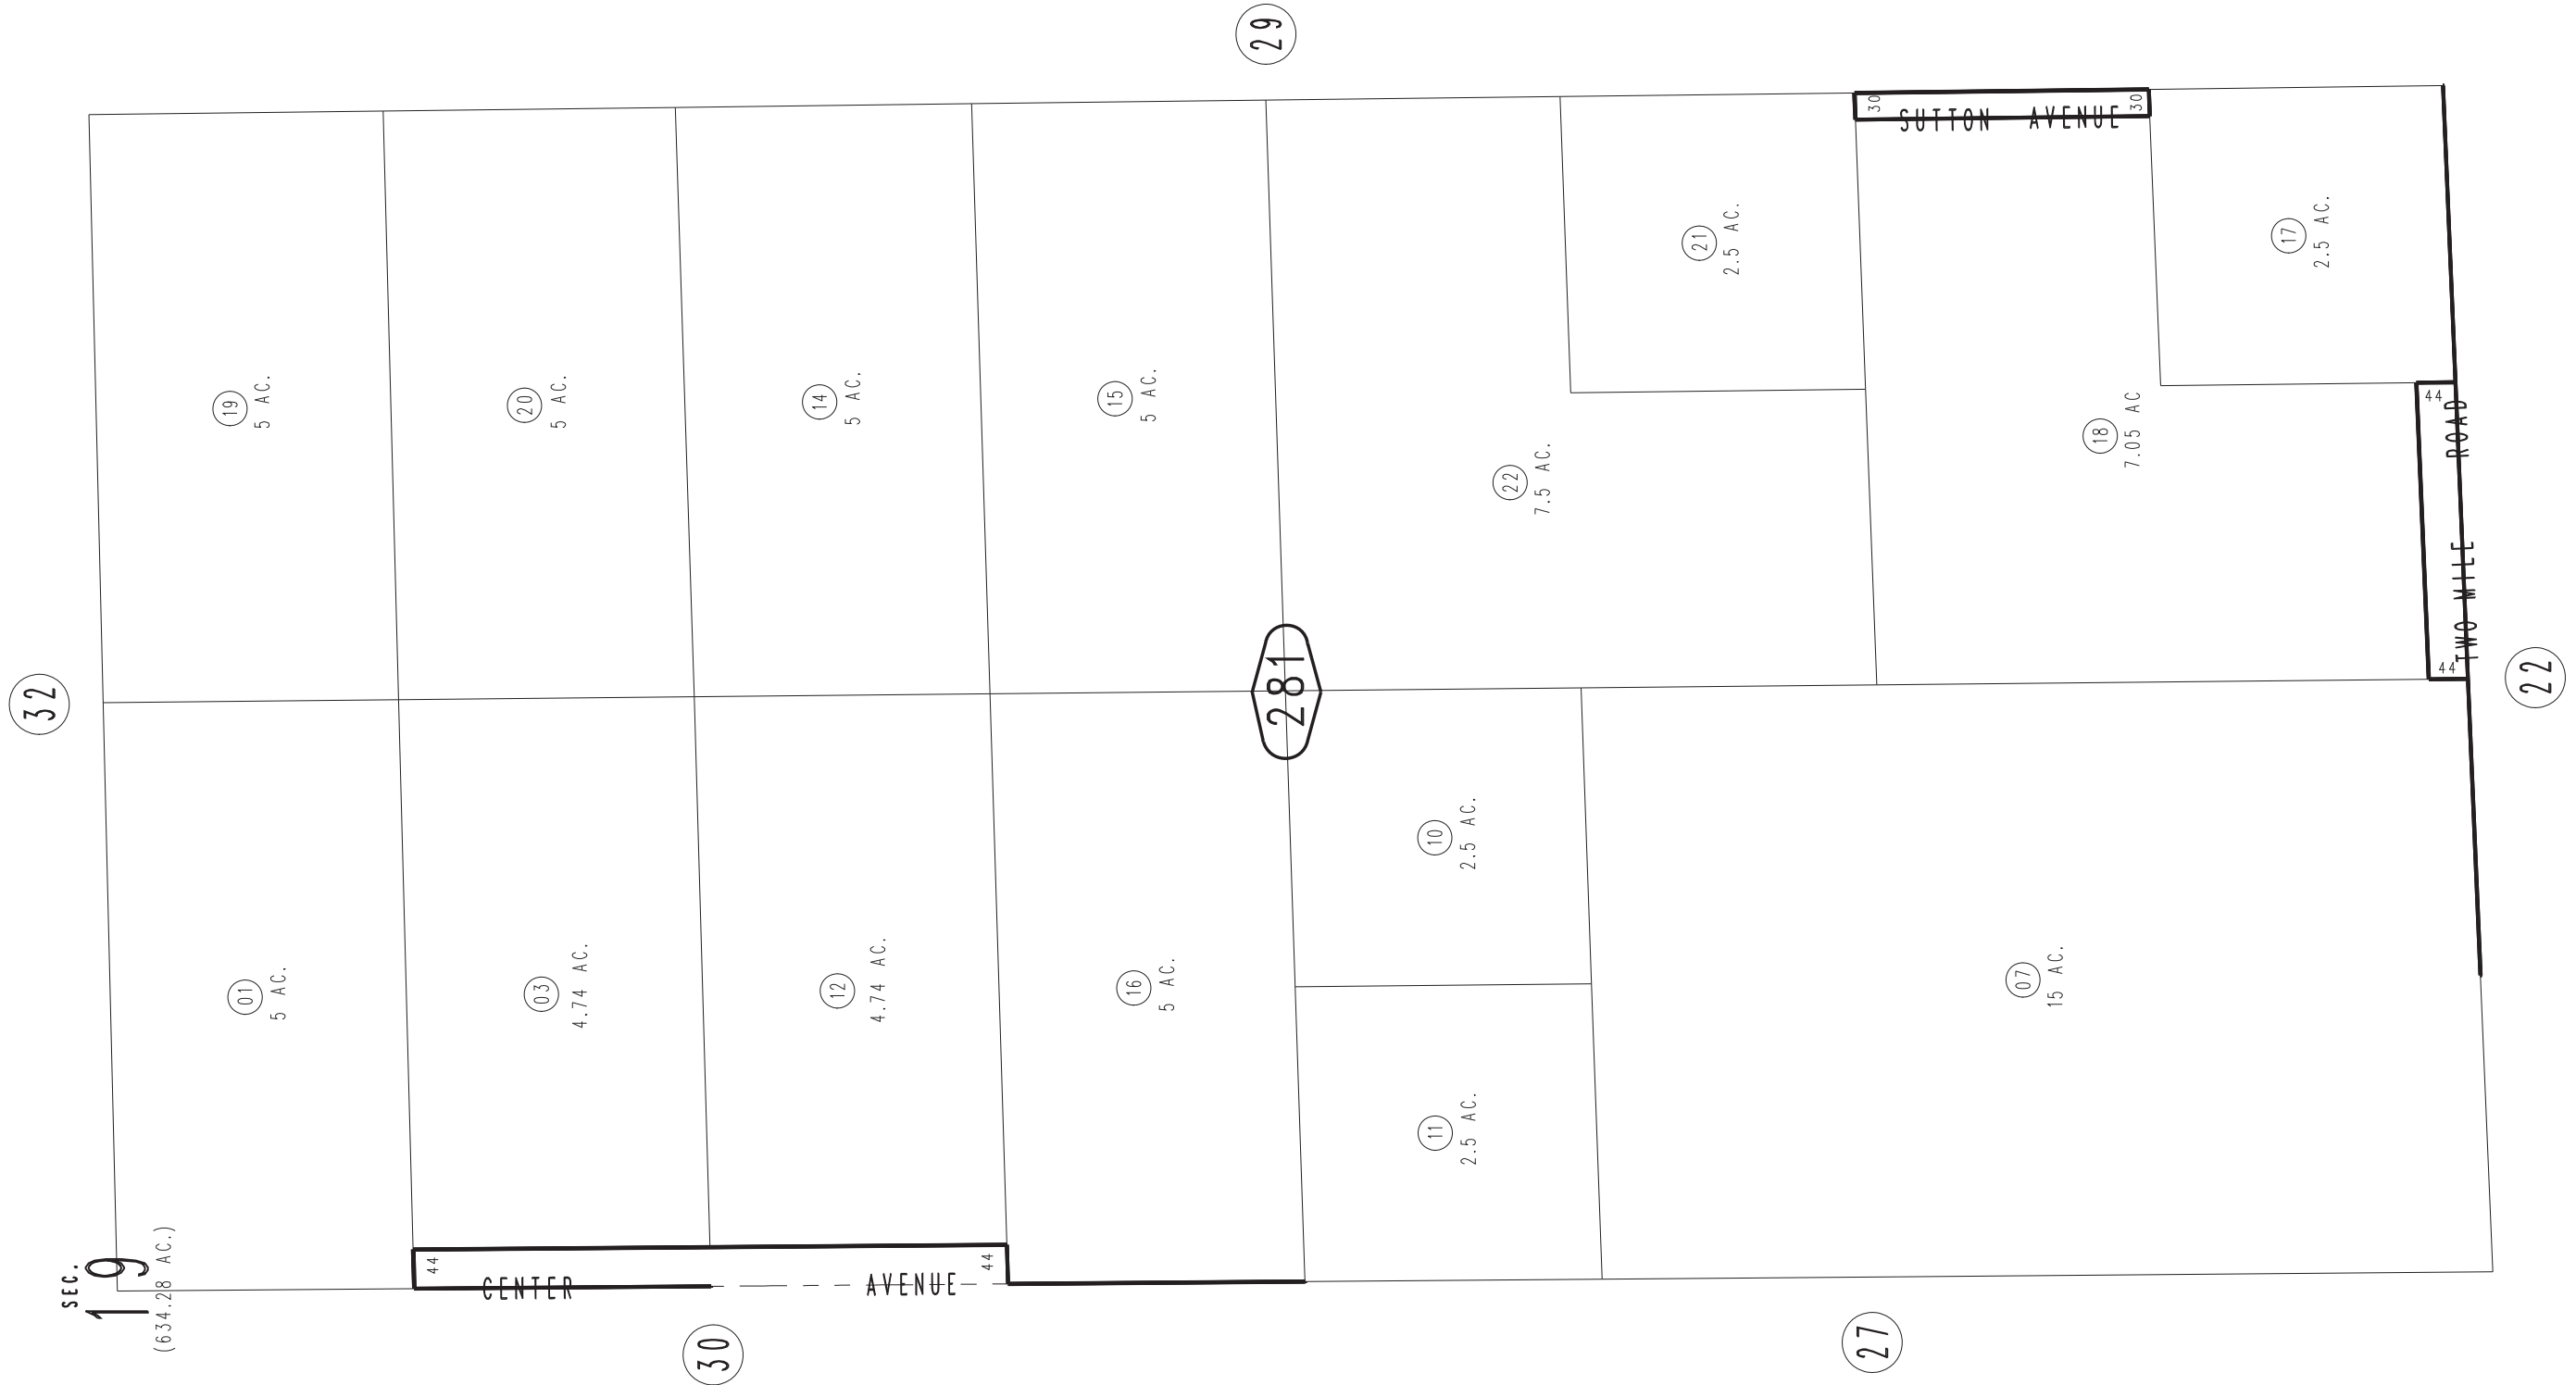 29
30
30
SUTTON AVENUE
21
2.5 AC.
17
2.5 AC.
19
5 AC.
20
5 AC.
14
5 AC.
15
5 AC.
22
7.5 AC.
18
7.05 AC
44
TWO MILE ROAD
44
32
281
22
10
2.5 AC.
01
5 AC.
03
4.74 AC.
12
4.74 AC.
16
5 AC.
07
15 AC.
11
2.5 AC.
SEC.
19
(634.28 AC.)
44
CENTER AVENUE
44
30
27